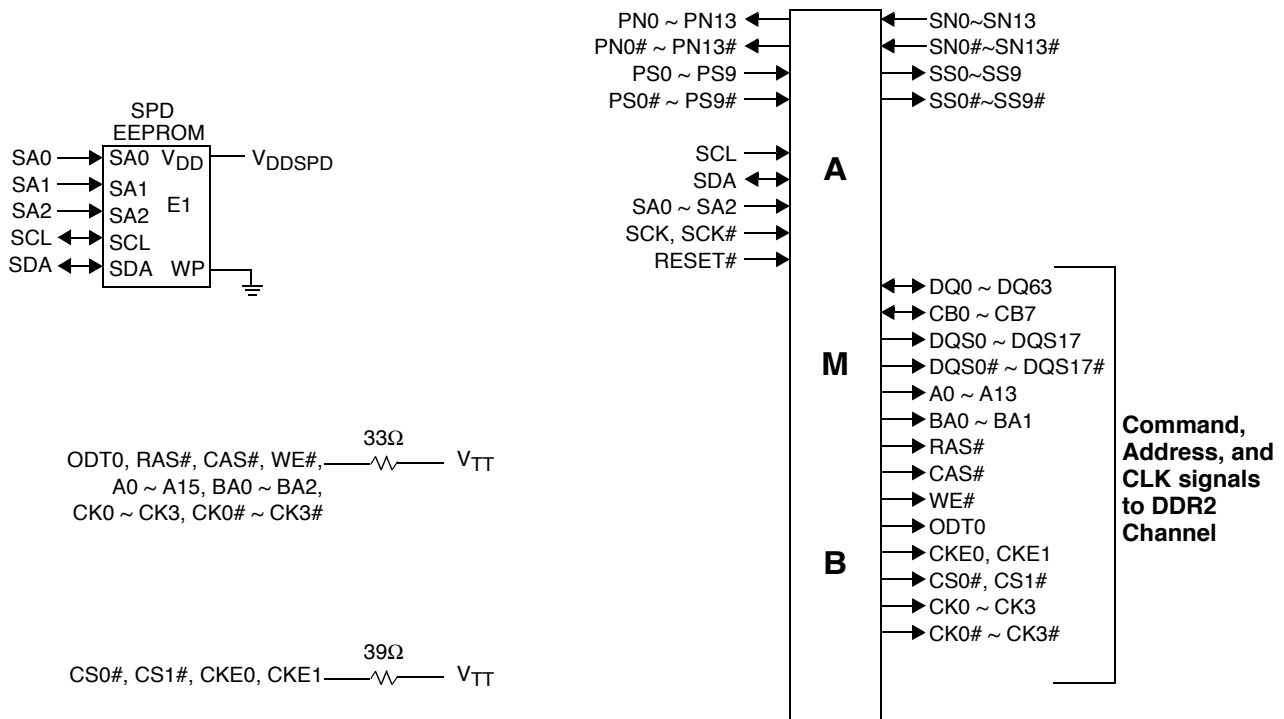 SPD
EEPROM
SA0 SA0 VDD VDDSPD
SA1 SA1
E1
SA2 SA2
SCL SCL
SDA SDA WP
33Ω
ODT0, RAS#, CAS#, WE#, VTT
A0 ~ A15, BA0 ~ BA2,
CK0 ~ CK3, CK0# ~ CK3#
39Ω
CS0#, CS1#, CKE0, CKE1 VTT
PN0 ~ PN13
PN0# ~ PN13#
PS0 ~ PS9
PS0# ~ PS9#
SCL
SDA
SA0 ~ SA2
SCK, SCK#
RESET#
A
M
B
SN0~SN13
SN0#~SN13#
SS0~SS9
SS0#~SS9#
DQ0 ~ DQ63
CB0 ~ CB7
DQS0 ~ DQS17
DQS0# ~ DQS17#
A0 ~ A13
BA0 ~ BA1
RAS#
CAS#
WE#
ODT0
CKE0, CKE1
CS0#, CS1#
CK0 ~ CK3
CK0# ~ CK3#
Command,
Address, and
CLK signals
to DDR2
Channel